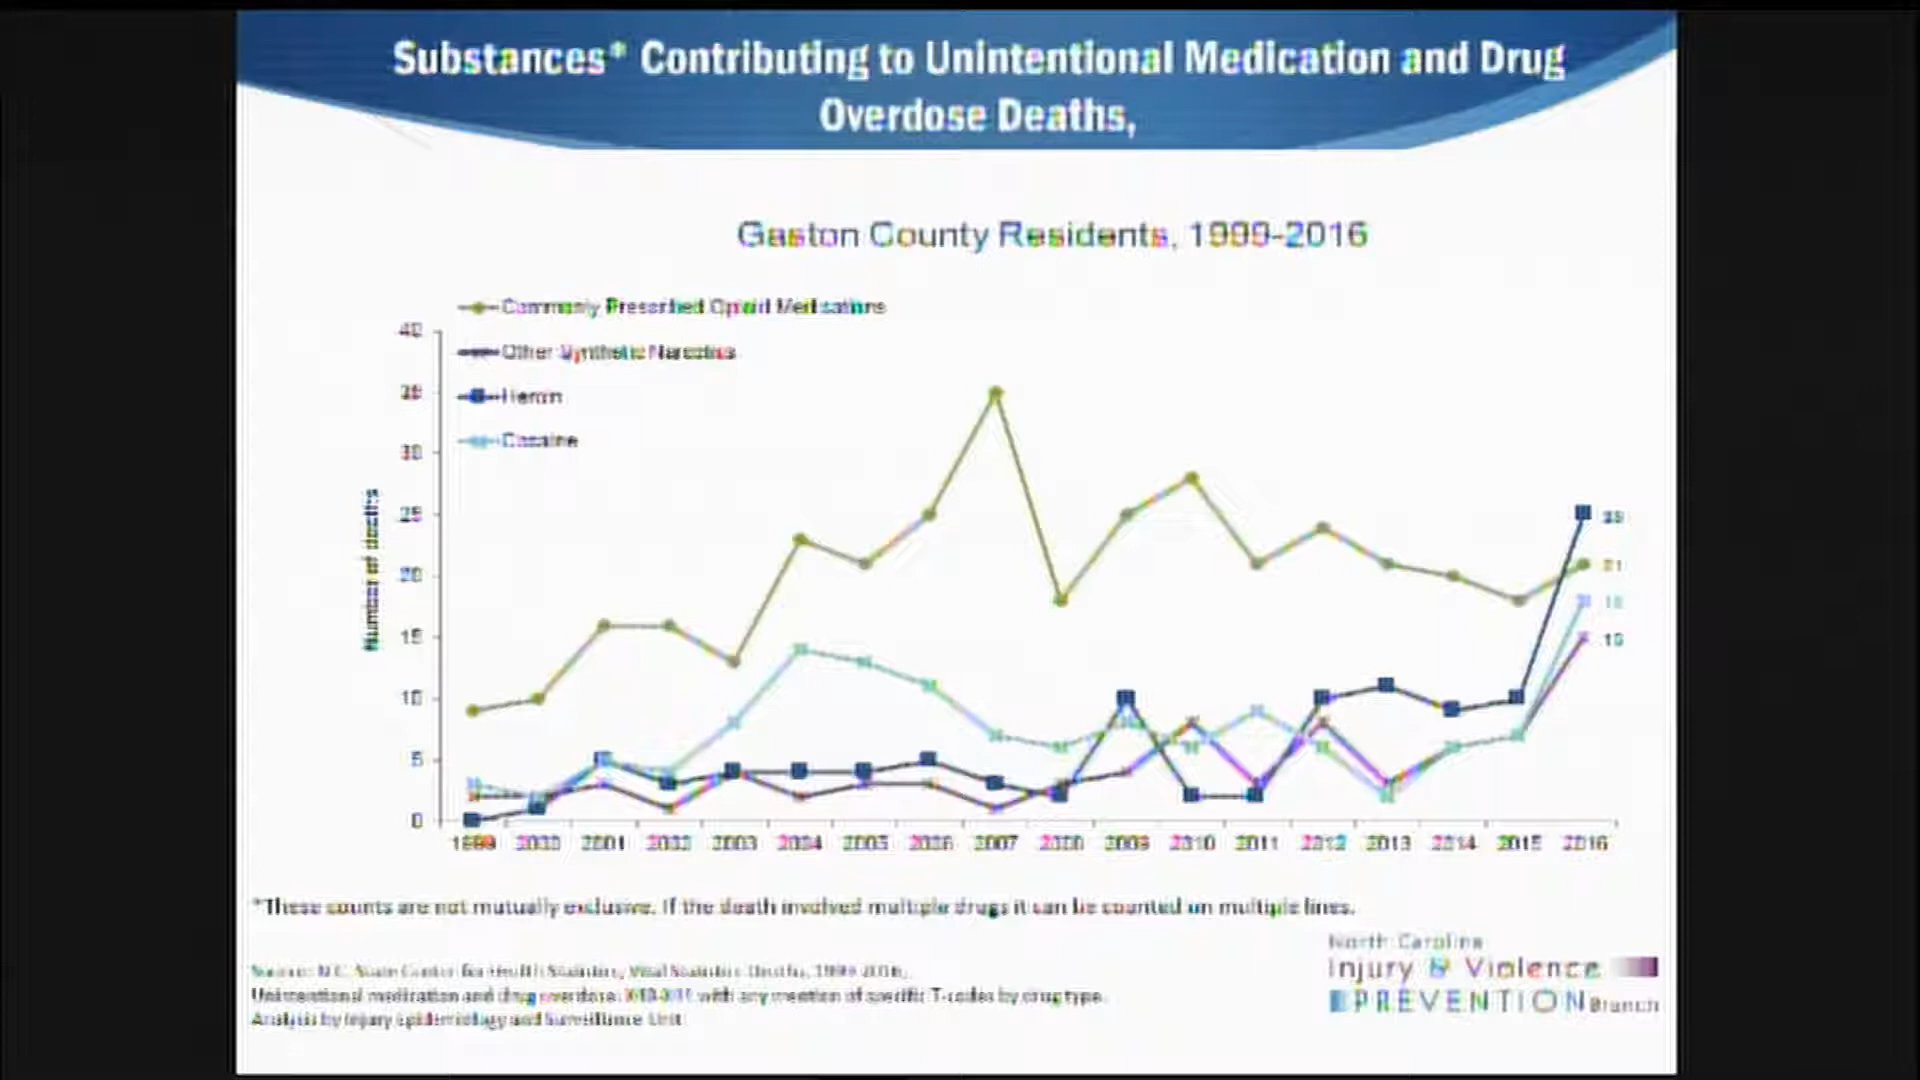 Substances* Contributing to Unintentional Medication and Drug
Overdose Deaths,
Gaston County Residents, 1999-2016
Commonly Prescribed Opioid Medications
Other Synthetic Narcotics
Heroin
Cocaine
Number of deaths
40
35
30
25
20
15
10
5
0
25
21
18
15
1999 2000 2001 2002 2003 2004 2005 2006 2007 2008 2009 2010 2011 2012 2013 2014 2015 2016
*These counts are not mutually exclusive. If the death involved multiple drugs it can be counted on multiple lines.
Source: N.C. State Center for Health Statistics, Vital Statistics-Deaths, 1999-2016,
Unintentional medication and drug overdose: with any mention of specific T-codes by drug type.
Analysis by Injury Epidemiology and Surveillance Unit
North Carolina
Injury & Violence
PREVENTION Branch